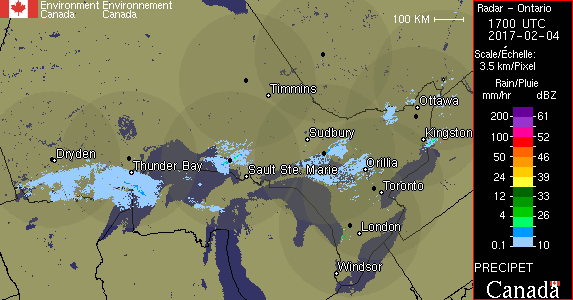 Environment Environnement
Canada Canada
100 KM
Timmins
Ottawa
Sudbury
Kingston
Dryden
Thunder Bay
Sault Ste. Marie
Orillia
Toronto
London
Windsor
Radar - Ontario
1700 UTC
2017-02-04
Scale/Échelle:
3.5 km/Pixel
Rain/Pluie
mm/hr dBZ
200 61
100 52
50 46
24 39
12 33
4 26
0.1 10
PRECIPET
Canada